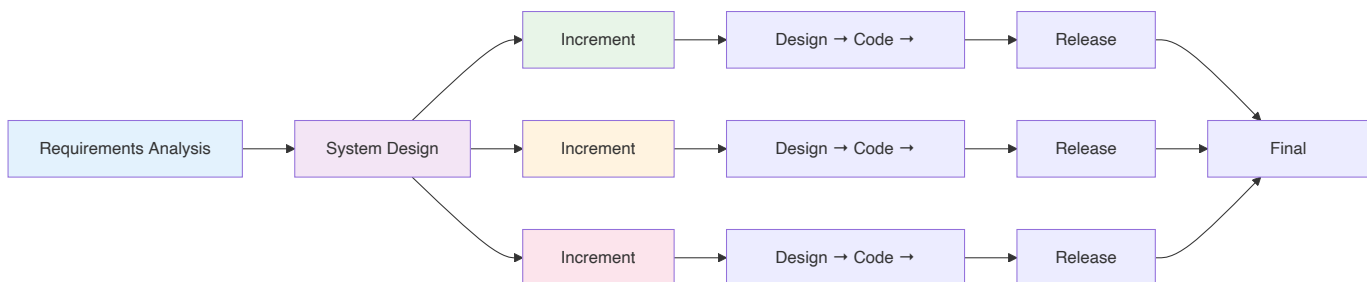 Increment
Design → Code →
Release
Requirements Analysis
System Design
Increment
Design → Code →
Release
Final
Increment
Design → Code →
Release